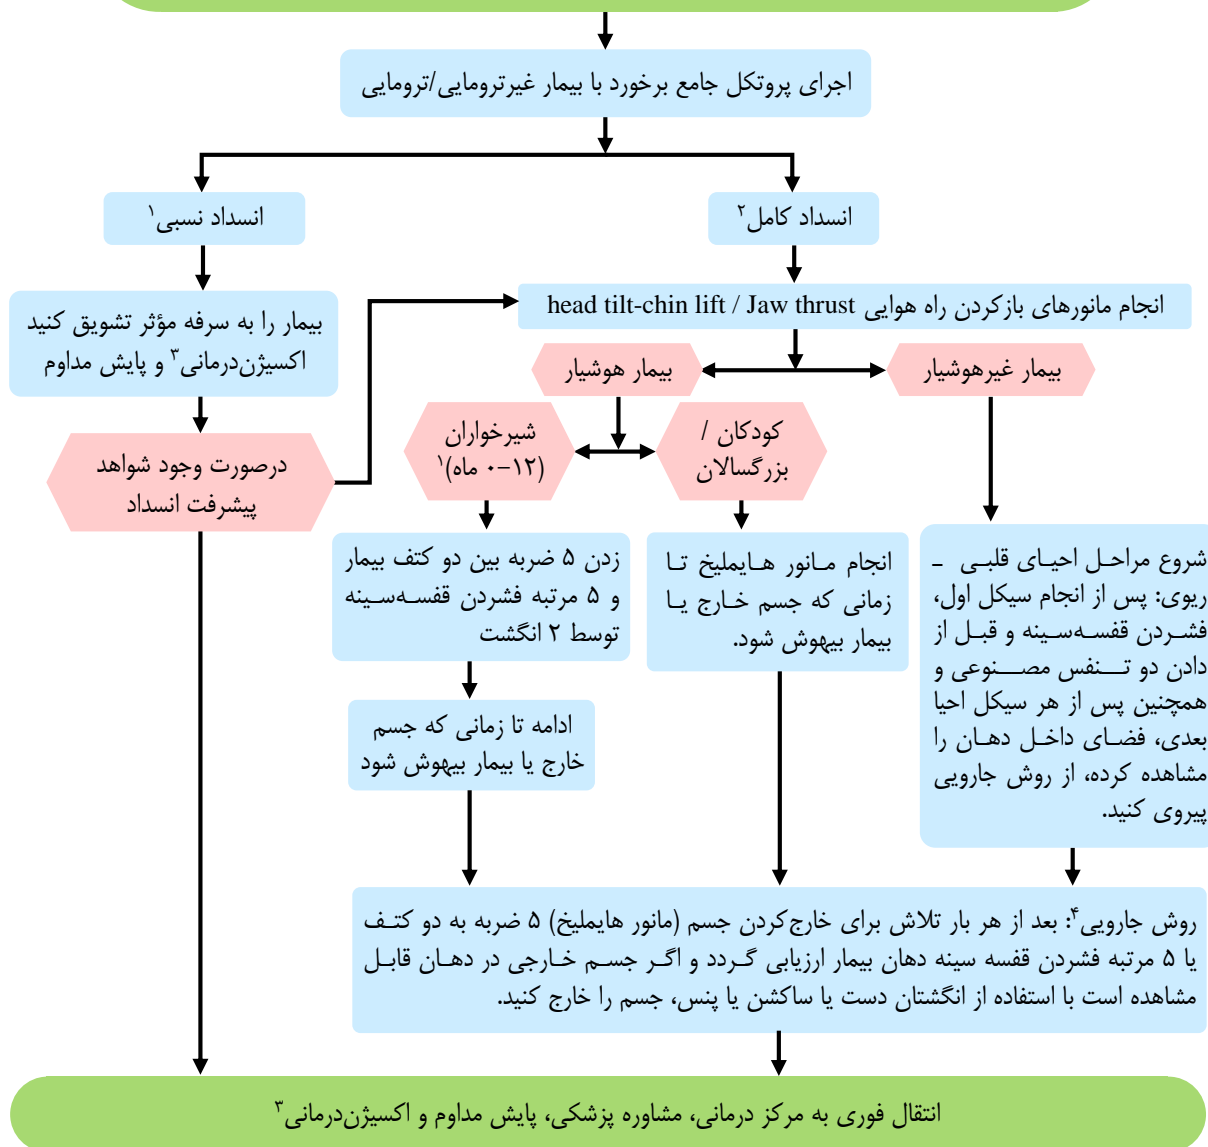 اجرای پروتکل جامع برخورد با بیمار غیرترومایی/ترومایی
انسداد کامل۲
انسداد نسبی۱
انجام مانورهای بازکردن راه هوایی head tilt-chin lift / Jaw thrust
بیمار را به سرفه مؤثر تشویق کنید
اکسیژن‌درمانی۳ و پایش مداوم
بیمار غیرهوشیار
بیمار هوشیار
کودکان /
بزرگسالان
شیرخواران
(۱۲-۰ ماه)۱
درصورت وجود شواهد
پیشرفت انسداد
شروع مراحل احیای قلبی -
ریوی: پس از انجام سیکل اول،
فشردن قفسه‌سینه و قبل از
دادن دو تنفس مصنوعی و
همچنین پس از هر سیکل احیا
بعدی، فضای داخل دهان را
مشاهده کرده، از روش جارویی
پیروی کنید.
انجام مانور هایملیخ تا
زمانی که جسم خارج یا
بیمار بیهوش شود.
زدن ۵ ضربه بین دو کتف بیمار
و ۵ مرتبه فشردن قفسه‌سینه
توسط ۲ انگشت
ادامه تا زمانی که جسم
خارج یا بیمار بیهوش شود
روش جارویی۴: بعد از هر بار تلاش برای خارج‌کردن جسم (مانور هایملیخ) ۵ ضربه به دو کتف
یا ۵ مرتبه فشردن قفسه سینه دهان بیمار ارزیابی گردد و اگر جسم خارجی در دهان قابل
مشاهده است با استفاده از انگشتان دست یا ساکشن یا پنس، جسم را خارج کنید.
انتقال فوری به مرکز درمانی، مشاوره پزشکی، پایش مداوم و اکسیژن‌درمانی۳